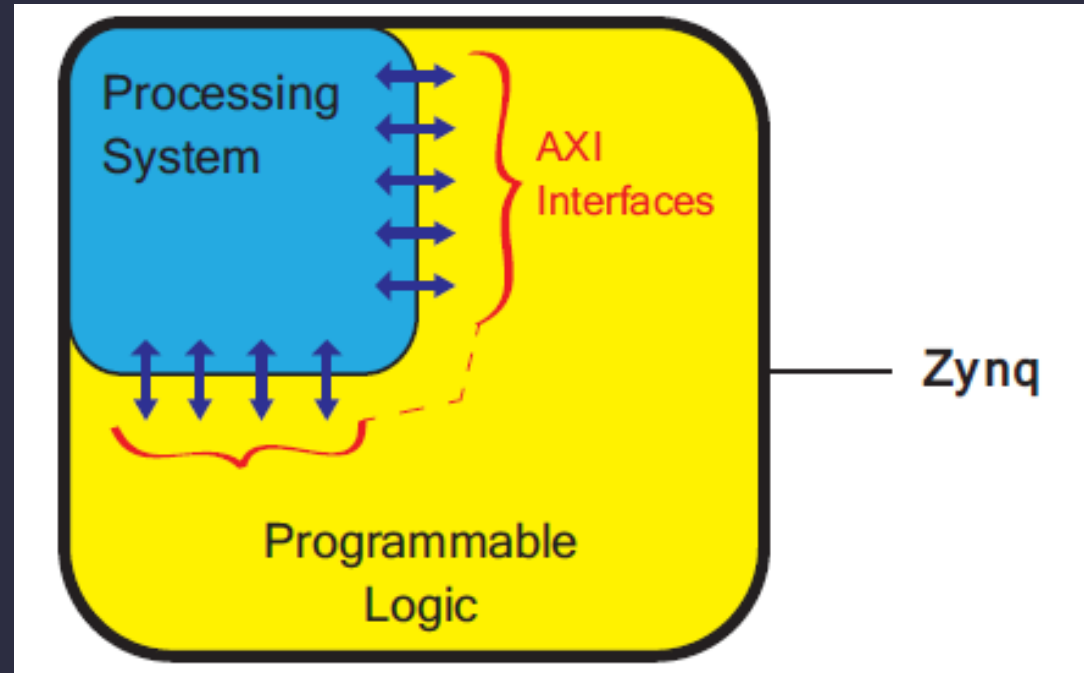 Processing
System
AXI
Interfaces
Zynq
Programmable
Logic